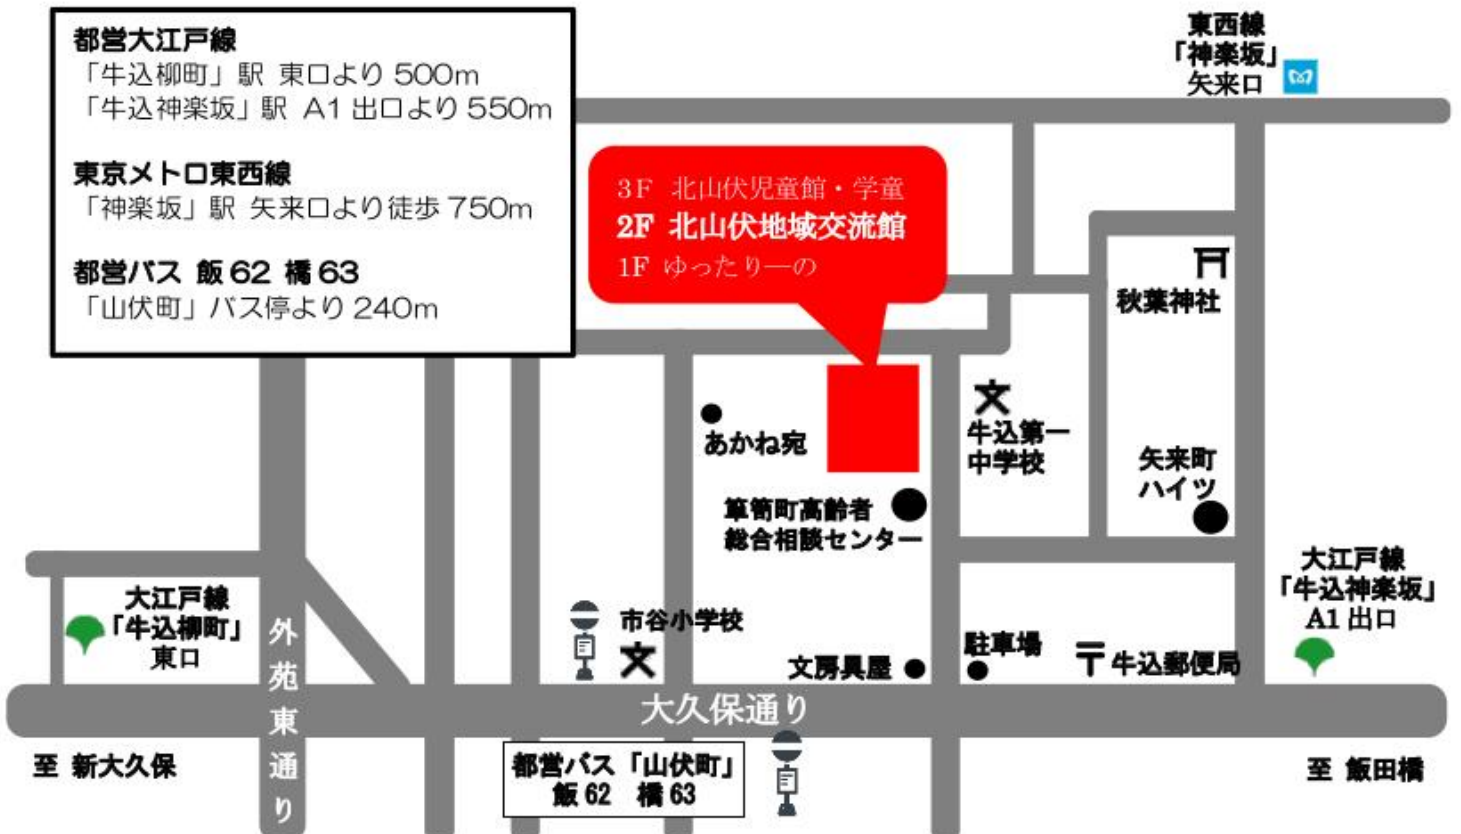 都営大江戸線
「牛込柳町」駅 東口より 500m
「牛込神楽坂」駅 A1 出口より 550m
東京メトロ東西線
「神楽坂」駅 矢来口より徒歩 750m
都営バス 飯 62 橋 63
「山伏町」バス停より 240m
東西線
「神楽坂」
矢来口
3F 北山伏児童館・学童
2F 北山伏地域交流館
1F ゆったり―の
秋葉神社
あかね宛
牛込第一
中学校
矢来町
ハイツ
箪笥町高齢者
総合相談センター
大江戸線
「牛込柳町」
東口
外苑東通り
市谷小学校
文房具屋
駐車場
〒牛込郵便局
大江戸線
「牛込神楽坂」
A1 出口
大久保通り
至 新大久保
都営バス「山伏町」
飯 62 橋 63
至 飯田橋